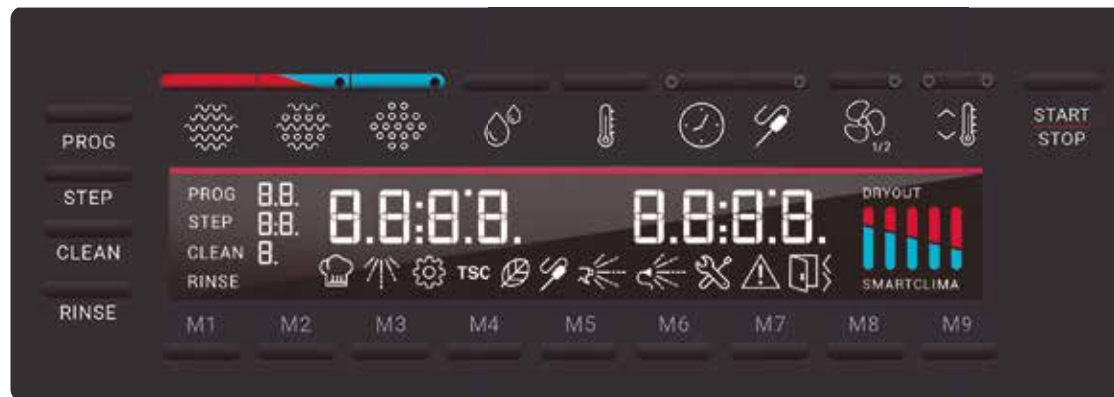 PROG
STEP
CLEAN
RINSE
1/2
START
STOP
PROG 8.8.
STEP 8:8.
CLEAN 8.
RINSE
8.8:8'8.
8.8:8'8.
TSC
DRYOUT
SMARTCLIMA
M1 M2 M3 M4 M5 M6 M7 M8 M9